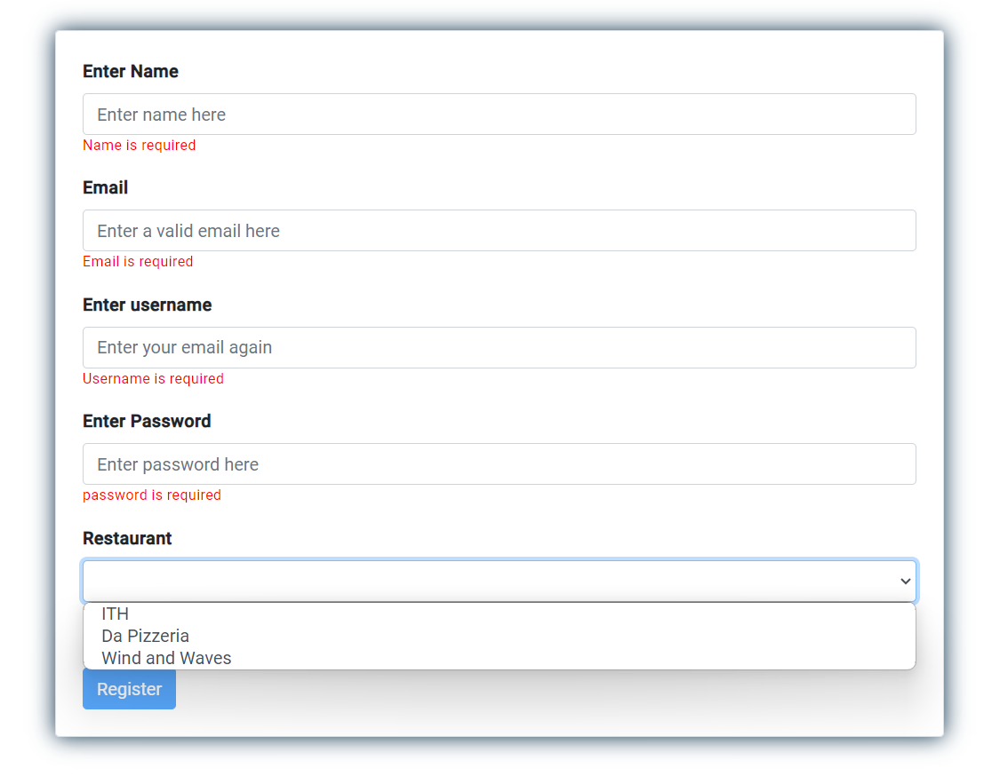 Enter Name
Enter name here
Name is required
Email
Enter a valid email here
Email is required
Enter username
Enter your email again
Username is required
Enter Password
Enter password here
password is required
Restaurant
ITH
Da Pizzeria
Wind and Waves
Register